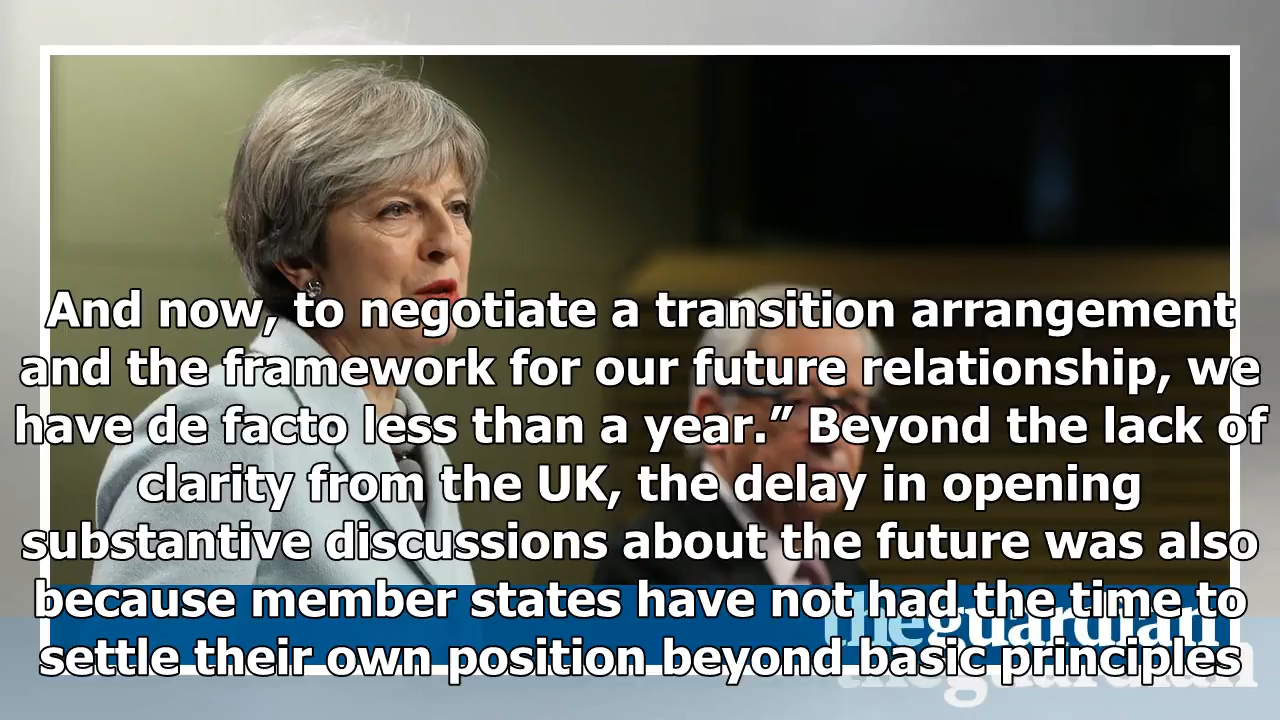 And now, to negotiate a transition arrangement
and the framework for our future relationship, we
have de facto less than a year.” Beyond the lack of
clarity from the UK, the delay in opening
substantive discussions about the future was also
because member states have not had the time to
settle their own position beyond basic principles
theguardian
theguardian